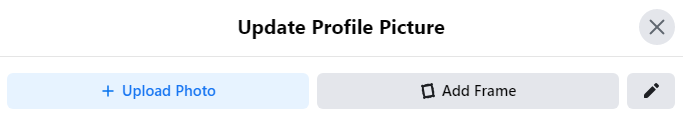 Update Profile Picture
+ Upload Photo
Add Frame